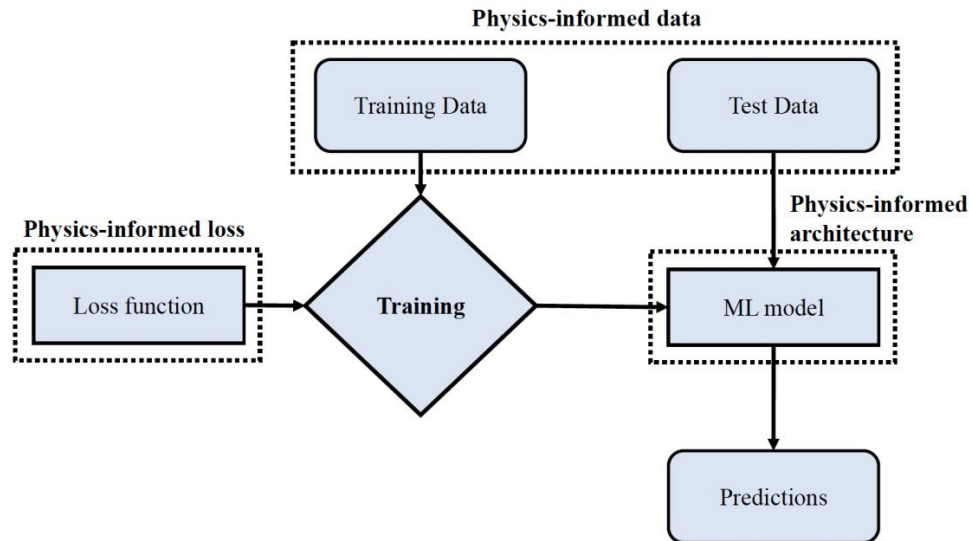 Physics-informed data
Training Data
Test Data
Physics-informed loss
Physics-informed
architecture
Loss function
Training
ML model
Predictions